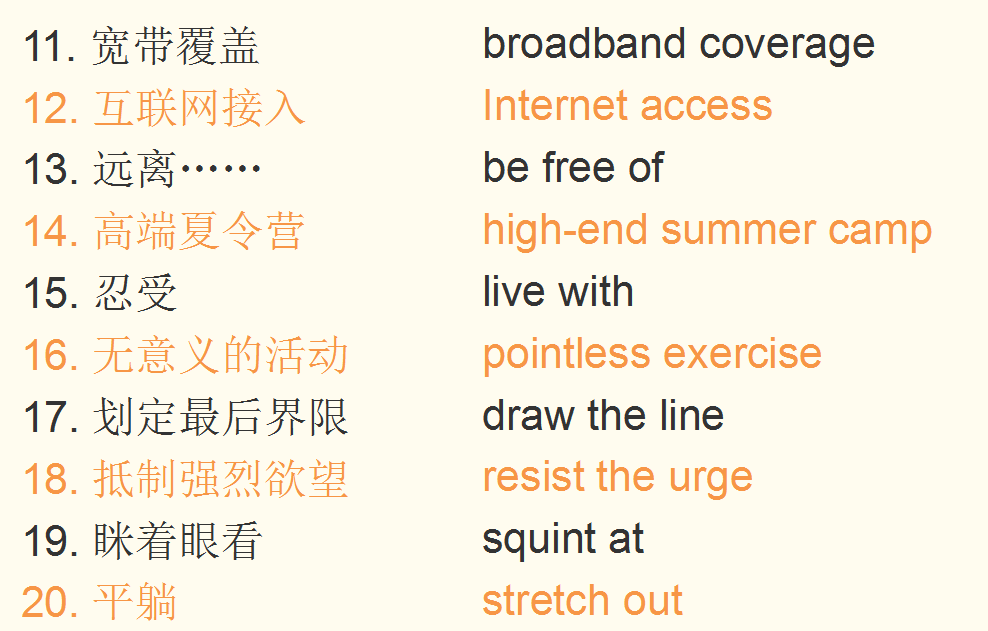 11. 宽带覆盖 broadband coverage
12. 互联网接入 Internet access
13. 远离…… be free of
14. 高端夏令营 high-end summer camp
15. 忍受 live with
16. 无意义的活动 pointless exercise
17. 划定最后界限 draw the line
18. 抵制强烈欲望 resist the urge
19. 眯着眼看 squint at
20. 平躺 stretch out